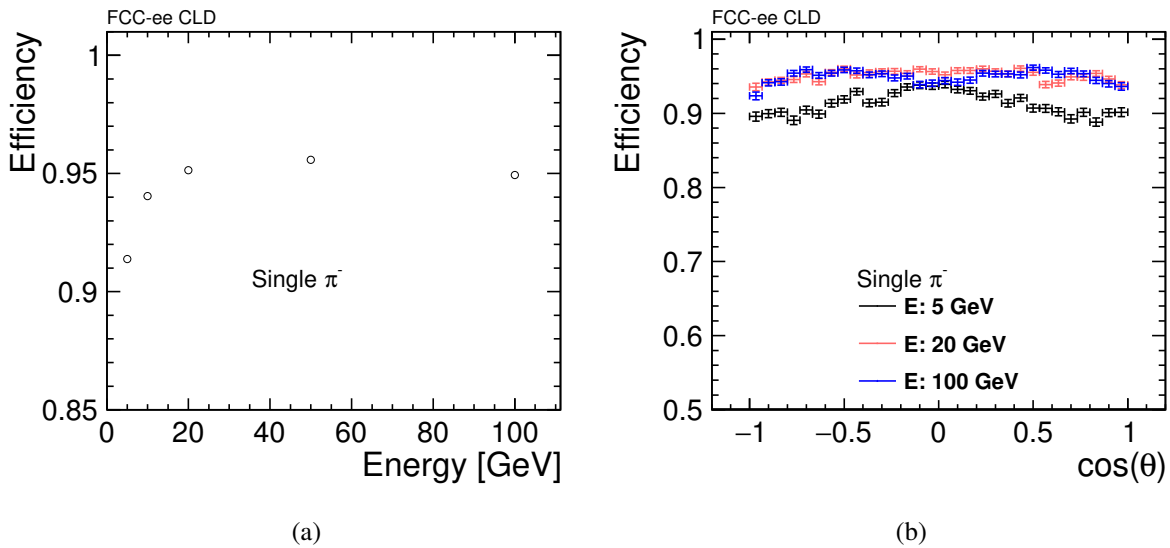 FCC-ee CLD
Efficiency
1
0.95
0.9
0.85
Single π⁻
0 20 40 60 80 100
Energy [GeV]
(a)
FCC-ee CLD
Efficiency
1
0.9
0.8
0.7
0.6
0.5
Single π⁻
E: 5 GeV
E: 20 GeV
E: 100 GeV
−1 −0.5 0 0.5 1
cos(θ)
(b)